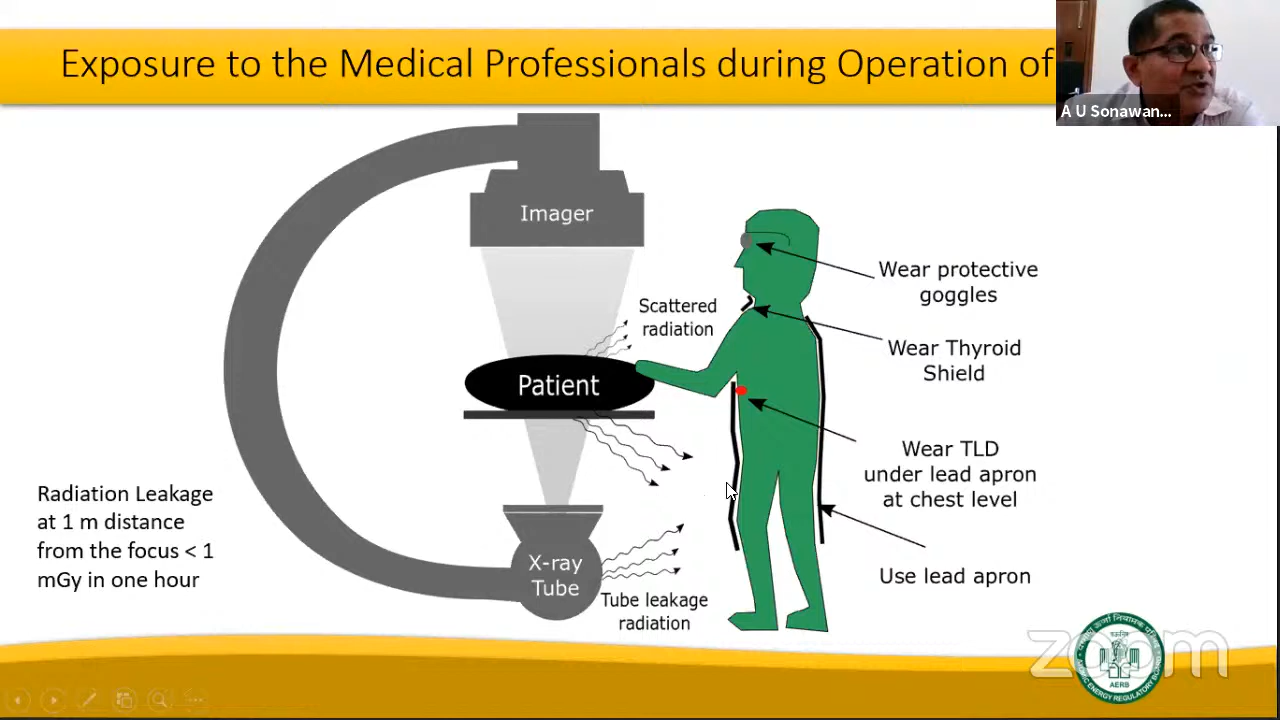 Exposure to the Medical Professionals during Operation of
A U Sonawan...
Imager
Scattered
radiation
Patient
Wear protective
goggles
Wear Thyroid
Shield
Wear TLD
under lead apron
at chest level
Use lead apron
Radiation Leakage
at 1 m distance
from the focus < 1
mGy in one hour
X-ray
Tube
Tube leakage
radiation
zoom
AERB